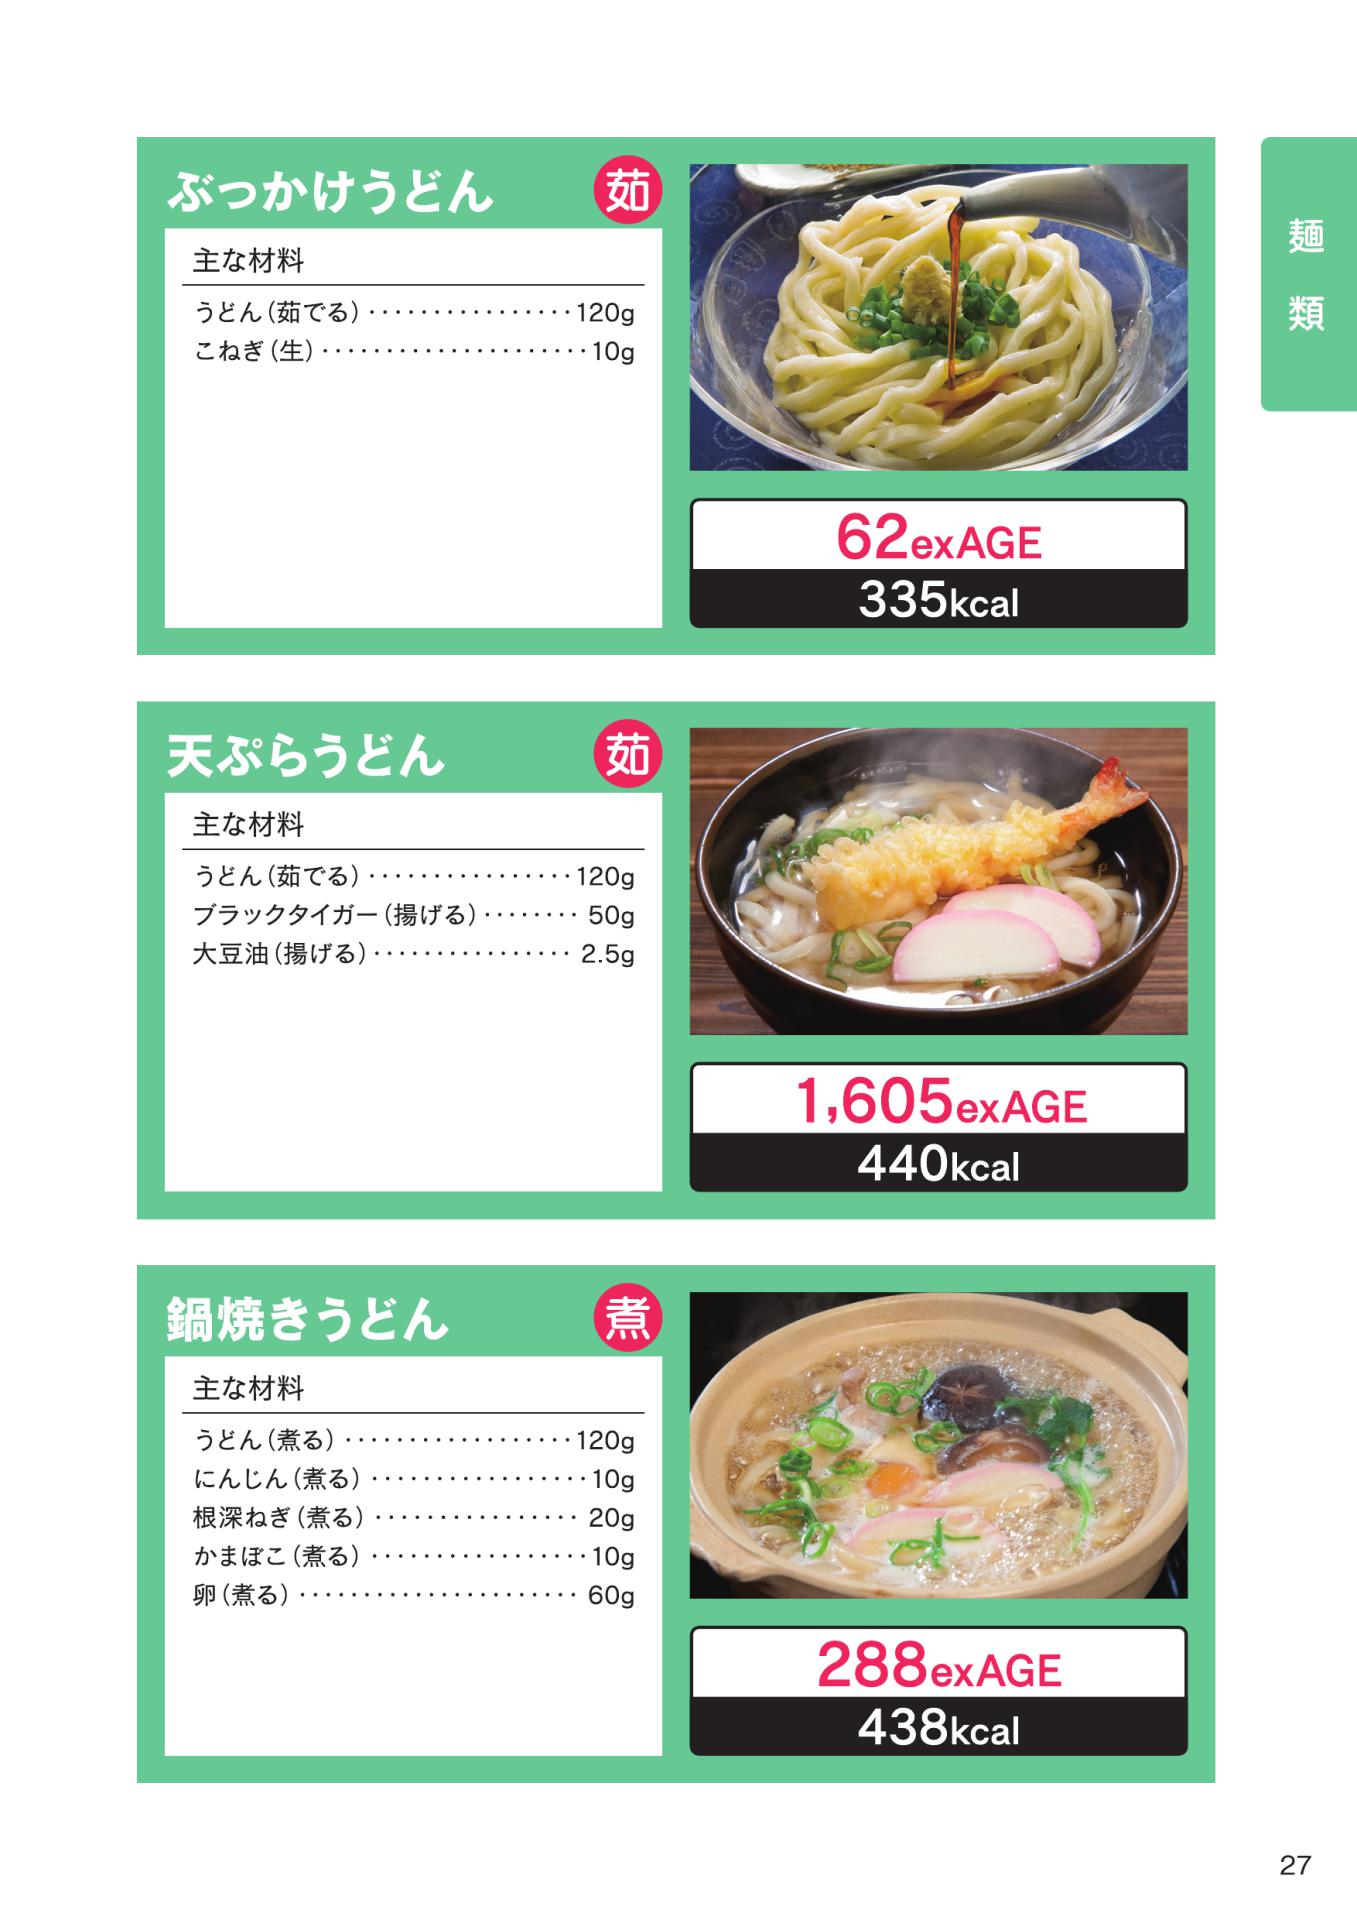 ぶっかけうどん 茹
主な材料
うどん（茹でる）················120g
こねぎ（生）·····················10g
62exAGE
335kcal
麺類
天ぷらうどん 茹
主な材料
うどん（茹でる）················120g
ブラックタイガー（揚げる）········ 50g
大豆油（揚げる）················ 2.5g
1,605exAGE
440kcal
鍋焼きうどん 煮
主な材料
うどん（煮る）··················120g
にんじん（煮る）·················10g
根深ねぎ（煮る）················ 20g
かまぼこ（煮る）·················10g
卵（煮る）······················ 60g
288exAGE
438kcal
27